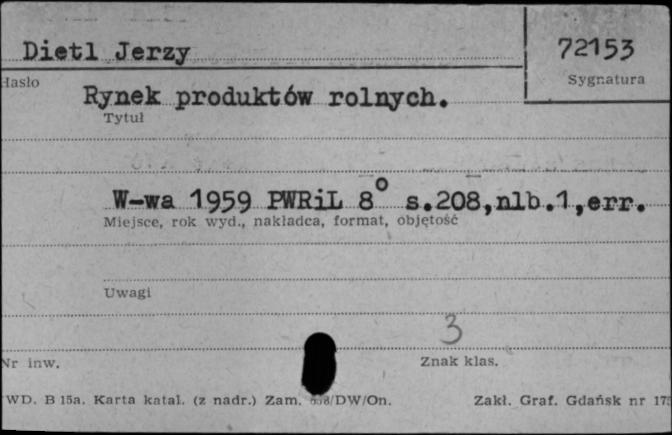 Dietl Jerzy
72153
Hasło
Sygnatura
Rynek produktów rolnych.
Tytuł
W-wa 1959 PWRiL 8° s.208,nlb.1,err.
Miejsce, rok wyd., nakładca, format, objętość
Uwagi
3
Nr inw.
Znak klas.
WD. B 15a. Karta katal. (z nadr.) Zam. /DW/On.
Zakł. Graf. Gdańsk nr